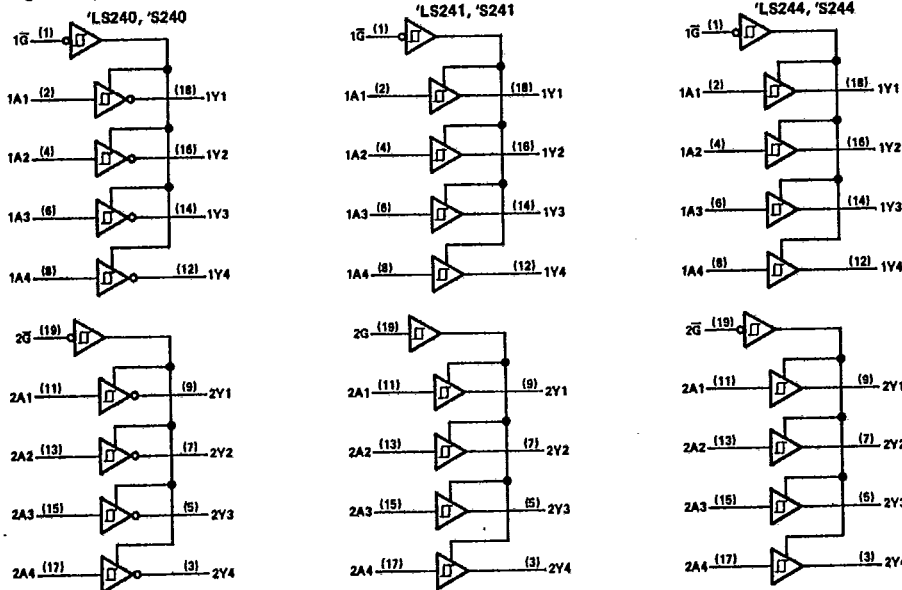 'LS240, 'S240
1G̅ (1)
1A1 (2) (18) 1Y1
1A2 (4) (16) 1Y2
1A3 (6) (14) 1Y3
1A4 (8) (12) 1Y4
2G̅ (19)
2A1 (11) (9) 2Y1
2A2 (13) (7) 2Y2
2A3 (15) (5) 2Y3
2A4 (17) (3) 2Y4
'LS241, 'S241
1G̅ (1)
1A1 (2) (18) 1Y1
1A2 (4) (16) 1Y2
1A3 (6) (14) 1Y3
1A4 (8) (12) 1Y4
2G (19)
2A1 (11) (9) 2Y1
2A2 (13) (7) 2Y2
2A3 (15) (5) 2Y3
2A4 (17) (3) 2Y4
'LS244, 'S244
1G̅ (1)
1A1 (2) (18) 1Y1
1A2 (4) (16) 1Y2
1A3 (6) (14) 1Y3
1A4 (8) (12) 1Y4
2G̅ (19)
2A1 (11) (9) 2Y1
2A2 (13) (7) 2Y2
2A3 (15) (5) 2Y3
2A4 (17) (3) 2Y4